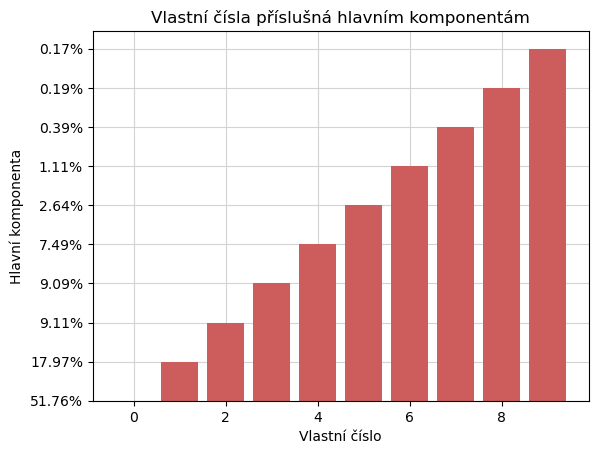 Vlastní čísla příslušná hlavním komponentám
0.17%
0.19%
0.39%
1.11%
2.64%
7.49%
9.09%
9.11%
17.97%
51.76%
Hlavní komponenta
0 2 4 6 8
Vlastní číslo